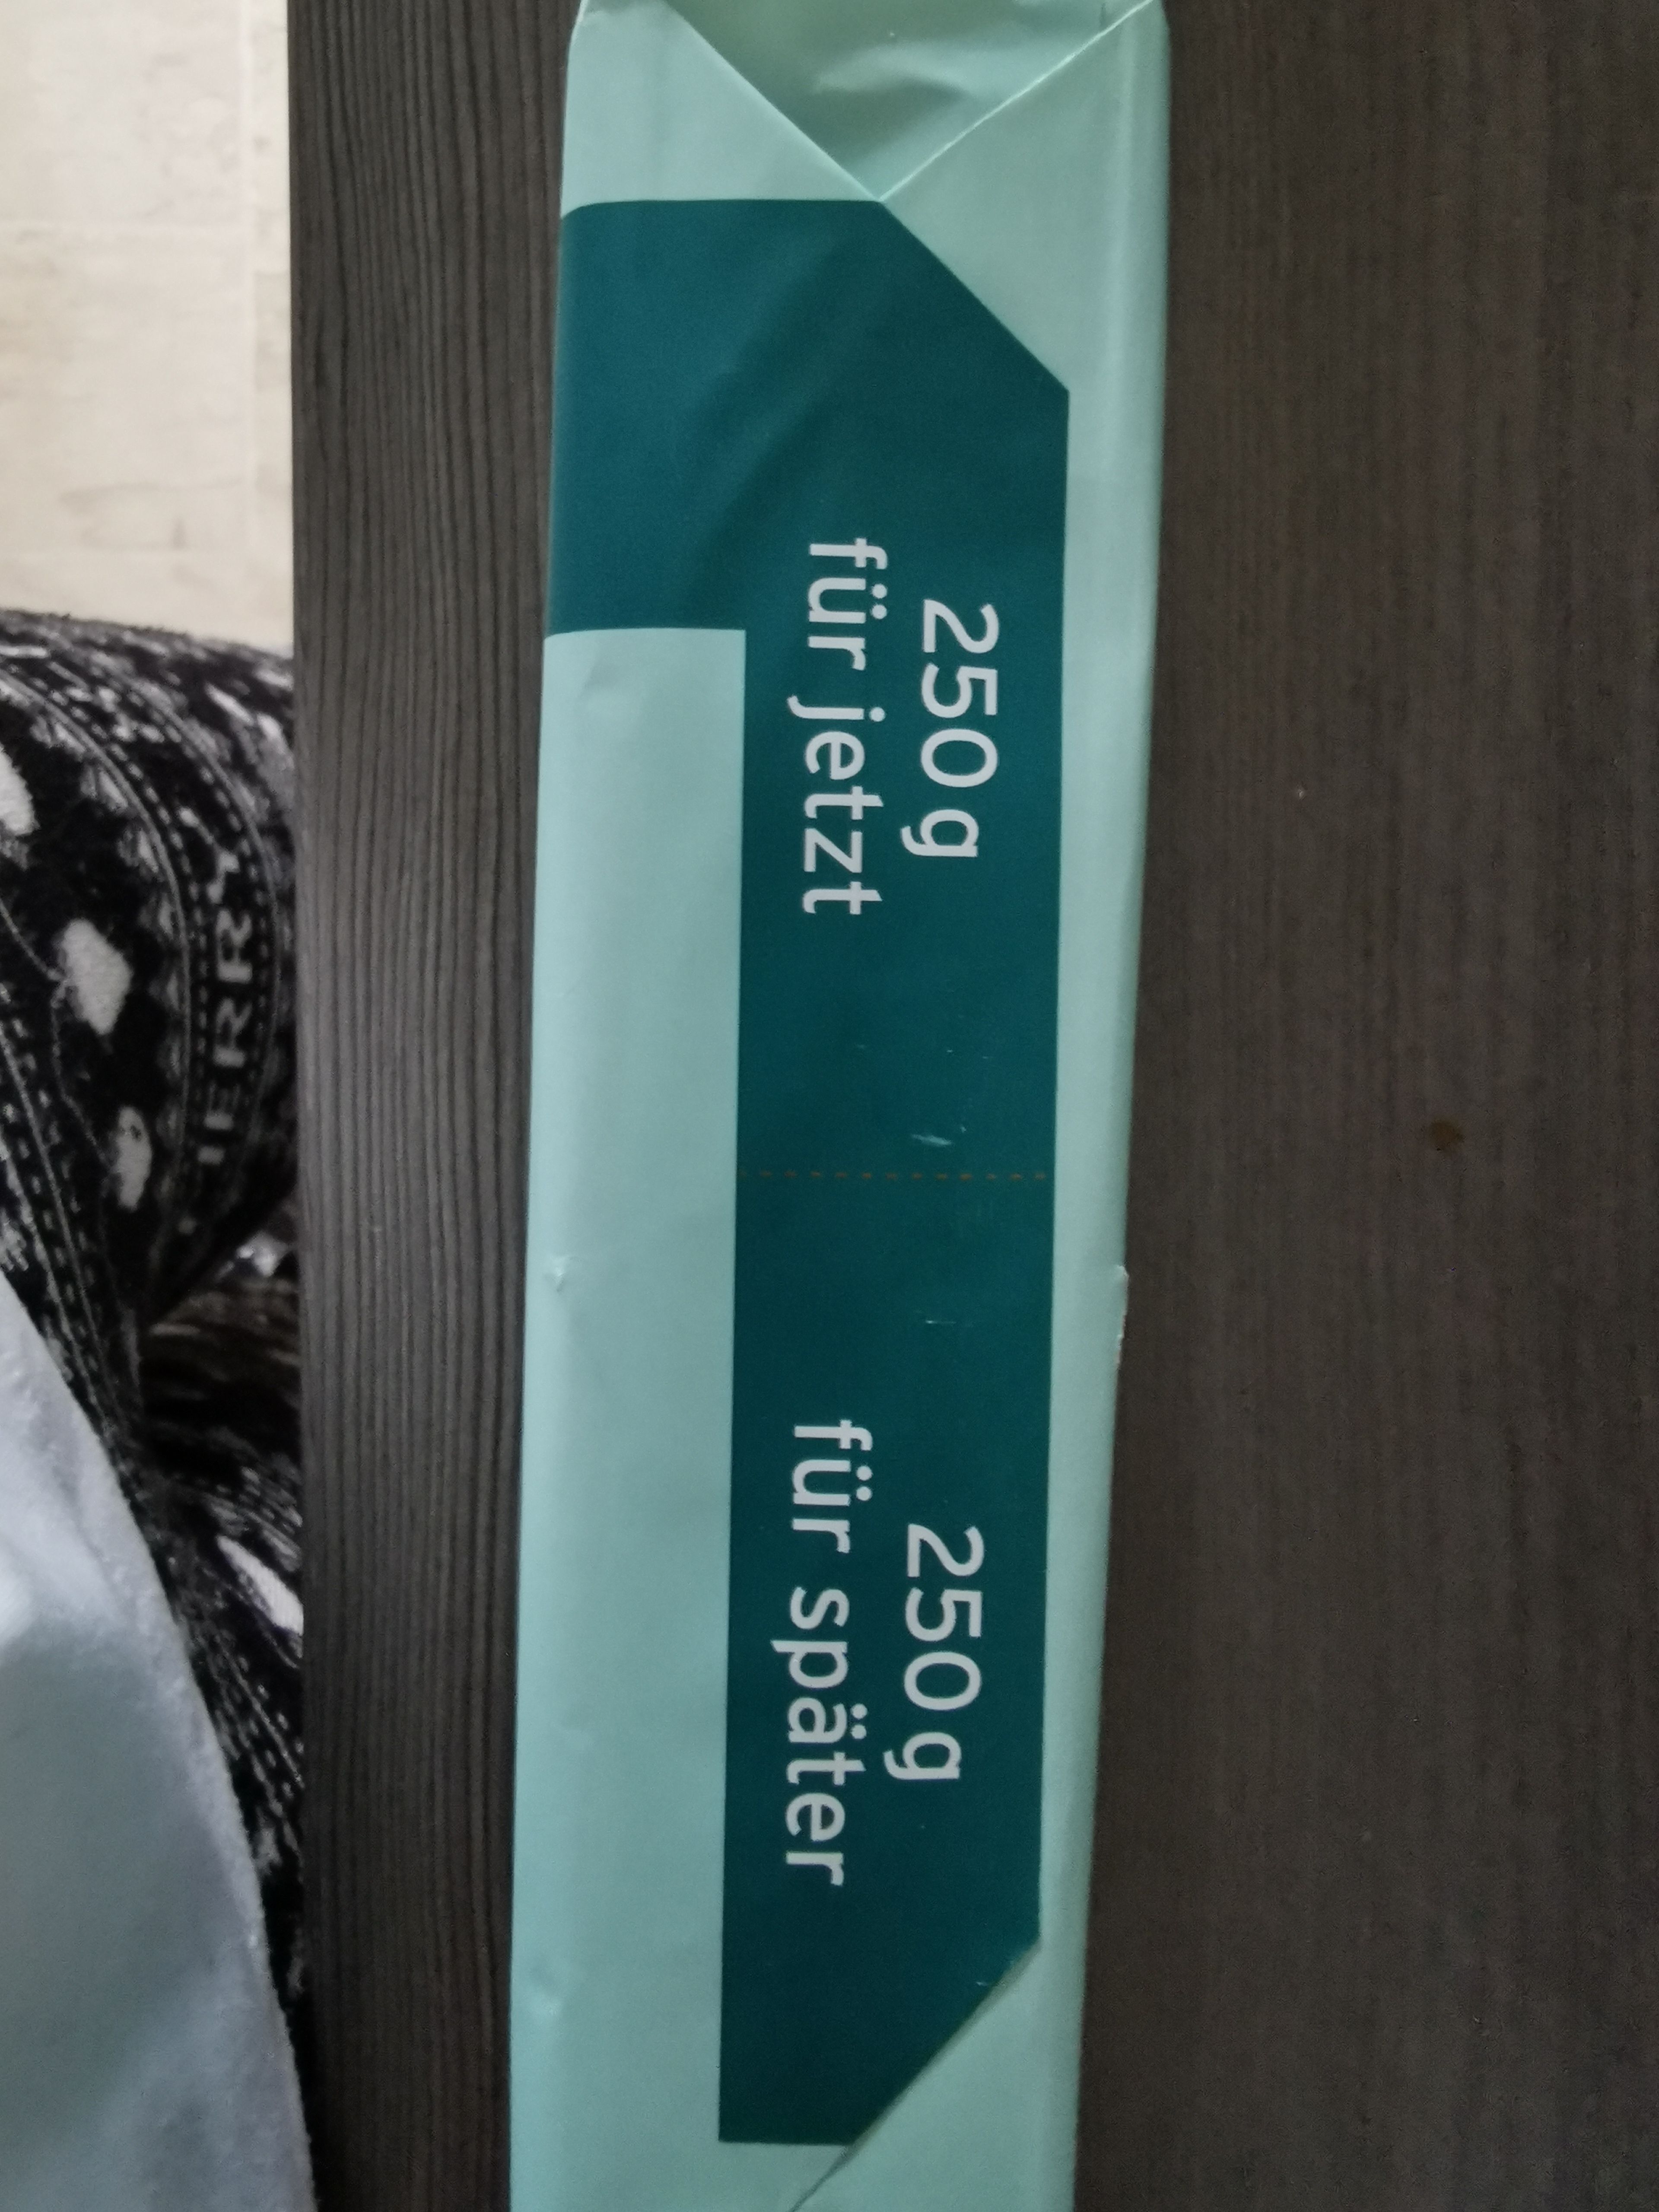 250 g
für jetzt
250 g
für später